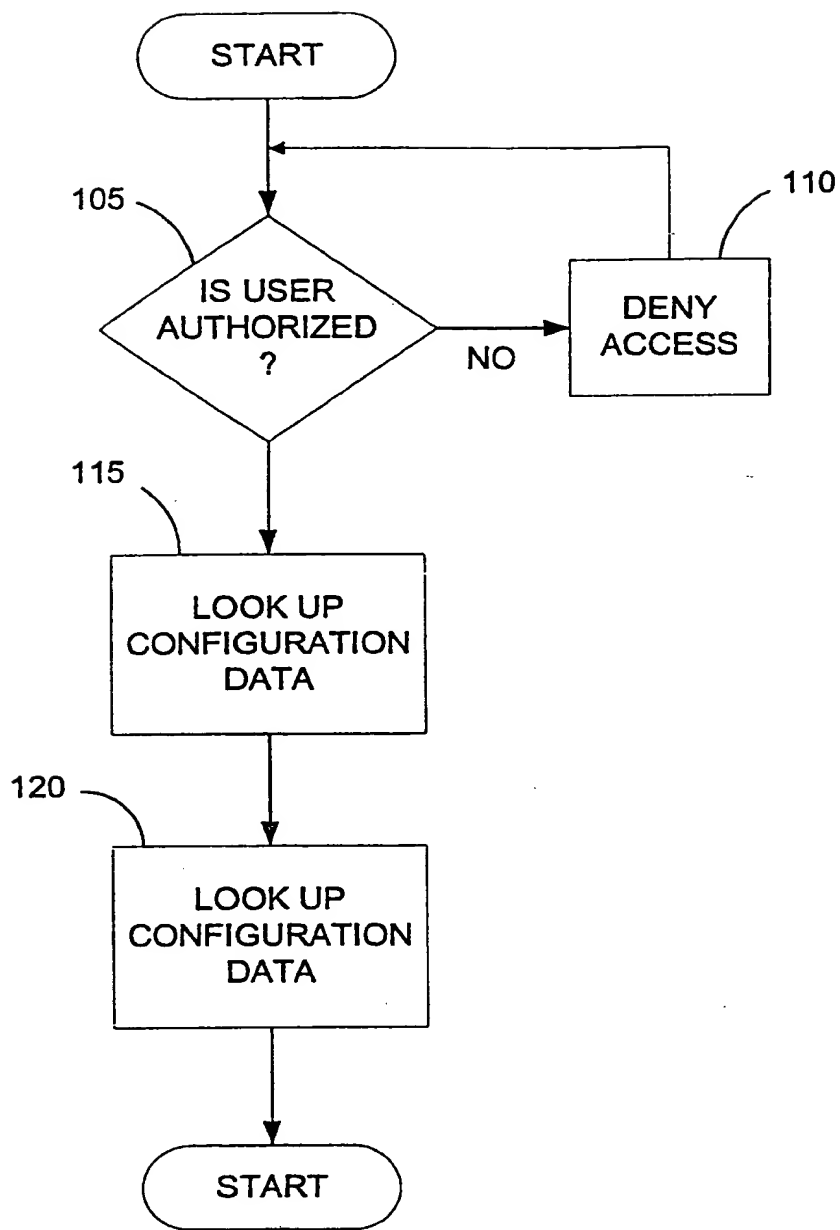 START
105
IS USER
AUTHORIZED
?
NO
110
DENY
ACCESS
115
LOOK UP
CONFIGURATION
DATA
120
LOOK UP
CONFIGURATION
DATA
START